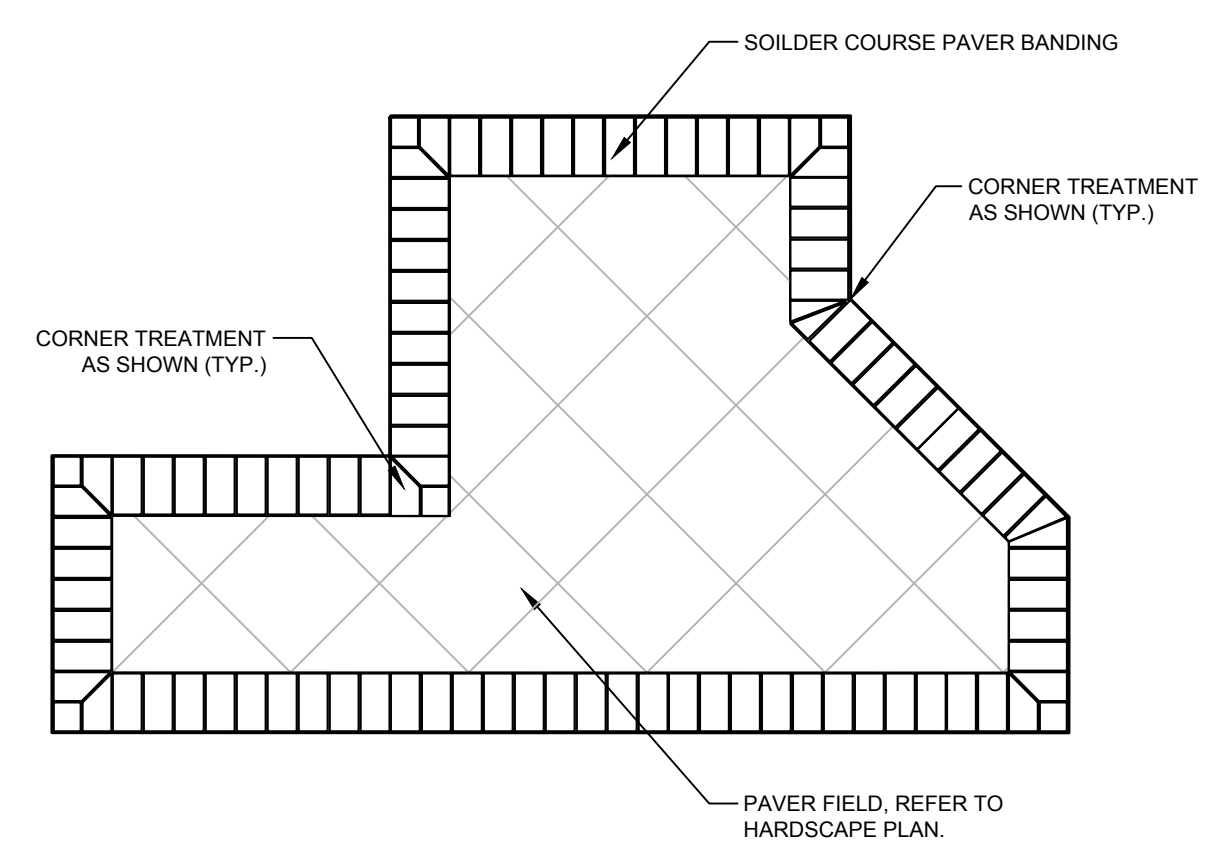 SOILDER COURSE PAVER BANDING
CORNER TREATMENT
AS SHOWN (TYP.)
CORNER TREATMENT
AS SHOWN (TYP.)
PAVER FIELD, REFER TO
HARDSCAPE PLAN.